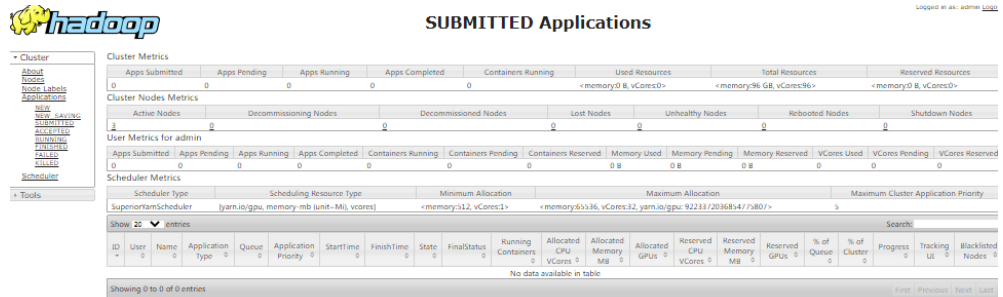 Logged in as: admin Logo
hadoop
SUBMITTED Applications
Cluster
About
Nodes
Node Labels
Applications
NEW
NEW_SAVING
SUBMITTED
ACCEPTED
RUNNING
FINISHED
FAILED
KILLED
Scheduler
Tools
Cluster Metrics
Apps Submitted Apps Pending Apps Running Apps Completed Containers Running Used Resources Total Resources Reserved Resources
0 0 0 0 0 <memory:0 B, vCores:0> <memory:96 GB, vCores:96> <memory:0 B, vCores:0>
Cluster Nodes Metrics
Active Nodes Decommissioning Nodes Decommissioned Nodes Lost Nodes Unhealthy Nodes Rebooted Nodes Shutdown Nodes
3 0 0 0 0 0 0
User Metrics for admin
Apps Submitted Apps Pending Apps Running Apps Completed Containers Running Containers Pending Containers Reserved Memory Used Memory Pending Memory Reserved VCores Used VCores Pending VCores Reserved
0 0 0 0 0 0 0 0 B 0 B 0 B 0 0 0
Scheduler Metrics
Scheduler Type Scheduling Resource Type Minimum Allocation Maximum Allocation Maximum Cluster Application Priority
SuperiorYarnScheduler [yarn.io/gpu, memory-mb (unit=Mi), vcores] <memory:512, vCores:1> <memory:65536, vCores:32, yarn.io/gpu: 9223372036854775807> 5
Show 20 entries Search:
ID User Name Application Type Queue Application Priority StartTime FinishTime State FinalStatus Running Containers Allocated CPU VCores Allocated Memory MB Allocated GPUs Reserved CPU VCores Reserved Memory MB Reserved GPUs % of Queue % of Cluster Progress Tracking UI Blacklisted Nodes
No data available in table
Showing 0 to 0 of 0 entries First Previous Next Last